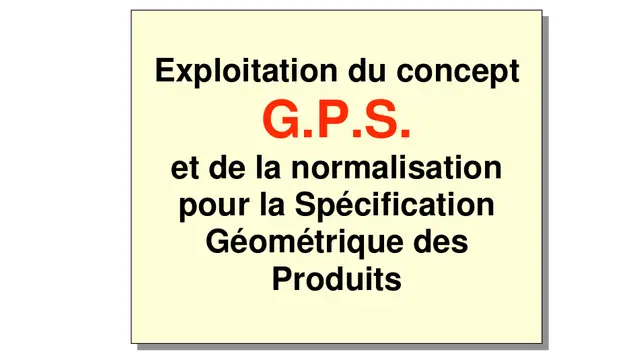 Exploitation du concept
G.P.S.
et de la normalisation
pour la Spécification
Géométrique des
Produits